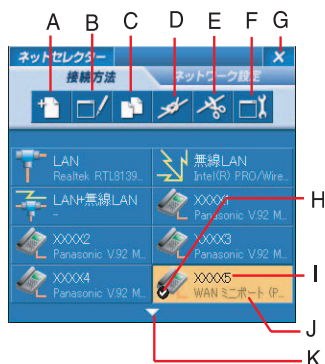 A B C D E F G
ネットセレクター ×
接続方法 ネットワーク設定
LAN 無線LAN
Realtek RTL8139... Intel(R) PRO/Wire...
LAN+無線LAN XXXX1
- Panasonic V.92 M...
H
XXXX2 XXXX3
Panasonic V.92 M... Panasonic V.92 M...
XXXX4 XXXX5
Panasonic V.92 M... WAN ミニポート (P...
I
J
K